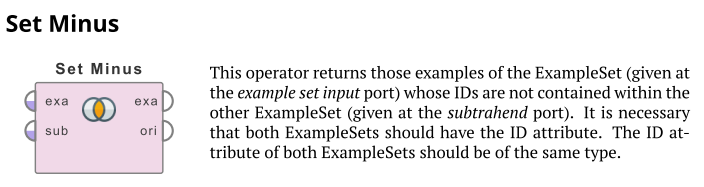 Set Minus
Set Minus
exa exa
sub ori
This operator returns those examples of the ExampleSet (given at
the example set input port) whose IDs are not contained within the
other ExampleSet (given at the subtrahend port). It is necessary
that both ExampleSets should have the ID attribute. The ID at-
tribute of both ExampleSets should be of the same type.